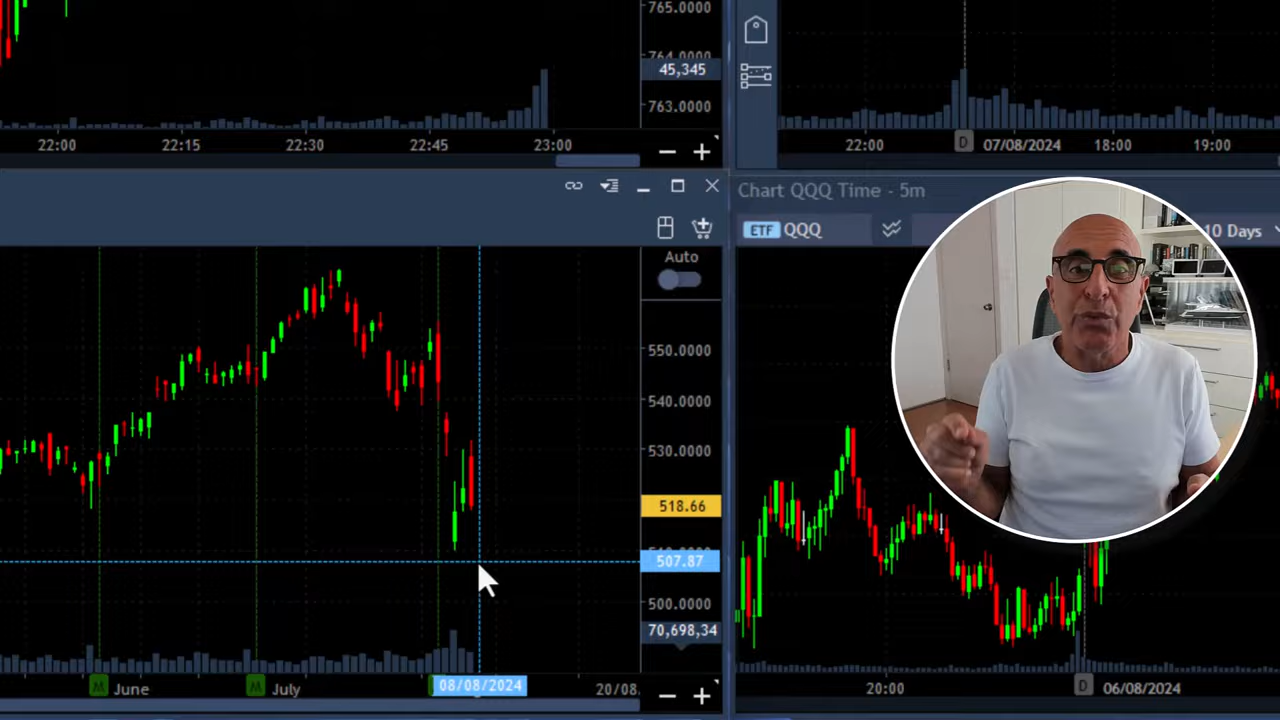 765.0000
764.0000
45,345
763.0000
22:00 22:15 22:30 22:45 23:00
22:00 D 07/08/2024 18:00 19:00
Chart QQQ Time - 5m
ETF QQQ
10 Days
Auto
550.0000
540.0000
530.0000
518.66
507.87
500.0000
70,698,34
M June M July 08/08/2024 20/08
20:00 D 06/08/2024